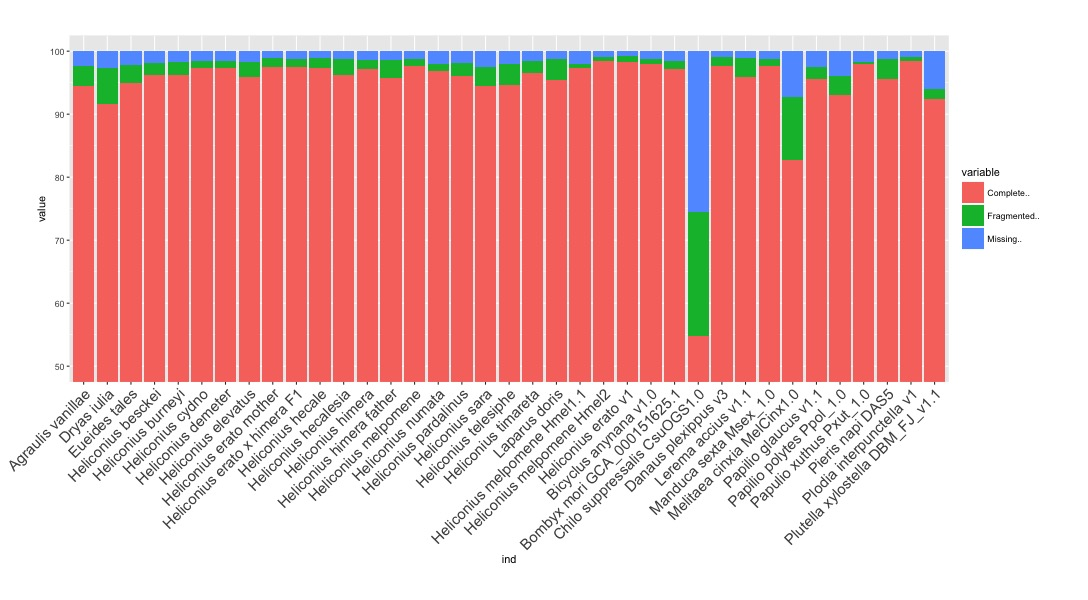 100
90
80
70
60
50
value
Agraulis vanillae
Dryas iulia
Eueides tales
Heliconius besckei
Heliconius burneyi
Heliconius cydno
Heliconius demeter
Heliconius elevatus
Heliconius erato mother
Heliconius erato x himera F1
Heliconius hecale
Heliconius hecalesia
Heliconius himera
Heliconius himera father
Heliconius melpomene
Heliconius numata
Heliconius pardalinus
Heliconius sara
Heliconius telesiphe
Heliconius timareta
Laparus doris
Heliconius melpomene Hmel1.1
Heliconius melpomene Hmel2
Heliconius erato v1
Bicyclus anynana v1.0
Bombyx mori GCA_000151625.1
Chilo suppressalis CsuOGS1.0
Danaus plexippus v3
Lerema accius v1.1
Manduca sexta Msex_1.0
Melitaea cinxia MelCinx1.0
Papilio glaucus v1.1
Papilio polytes Ppol_1.0
Papulio xuthus Pxut_1.0
Pieris napi DAS5
Plodia interpunctella v1
Plutella xylostella DBM_FJ_v1.1
ind
variable
Complete..
Fragmented..
Missing..